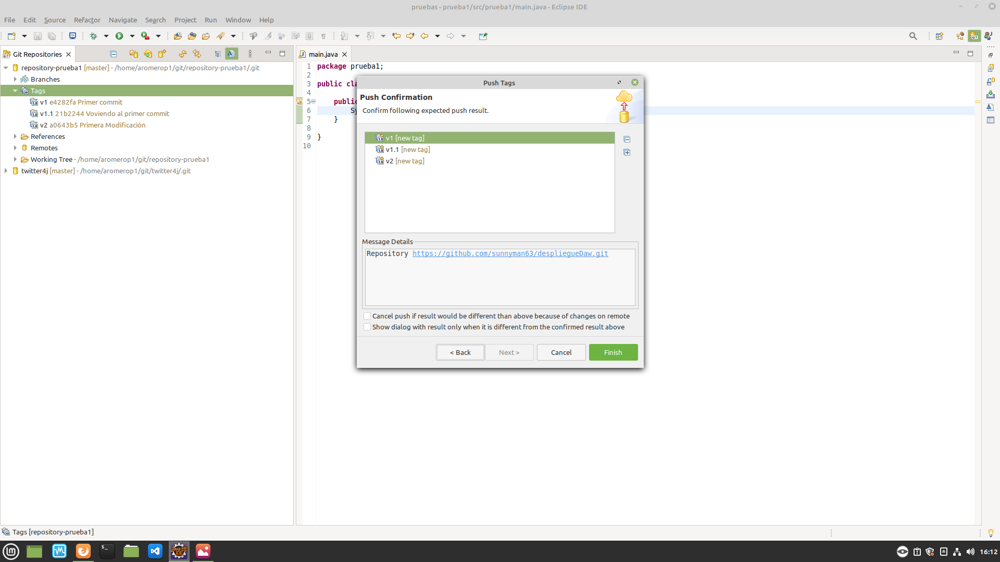 pruebas - prueba1/src/prueba1/main.java - Eclipse IDE
File Edit Source Refactor Navigate Search Project Run Window Help
Git Repositories
main.java
repository-prueba1 [master] - /home/aromerop1/git/repository-prueba1/.git
Branches
Tags
v1 e4282fa Primer commit
v1.1 21b2244 Voviendo al primer commit
v2 a0643b5 Primera Modificación
References
Remotes
Working Tree - /home/aromerop1/git/repository-prueba1
twitter4j [master] - /home/aromerop1/git/twitter4j/.git
1 package prueba1;
2
3 public cla
4
5 public
6 Sy
7 }
8
9 }
10
Push Tags
Push Confirmation
Confirm following expected push result.
v1 [new tag]
v1.1 [new tag]
v2 [new tag]
Message Details
Repository https://github.com/sunnyman63/despliegueDaw.git
Cancel push if result would be different than above because of changes on remote
Show dialog with result only when it is different from the confirmed result above
< Back Next > Cancel Finish
Tags [repository-prueba1]
Java EE
IDE
16:12